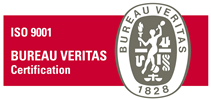 ISO 9001
BUREAU VERITAS
Certification
BUREAU VERITAS
1828